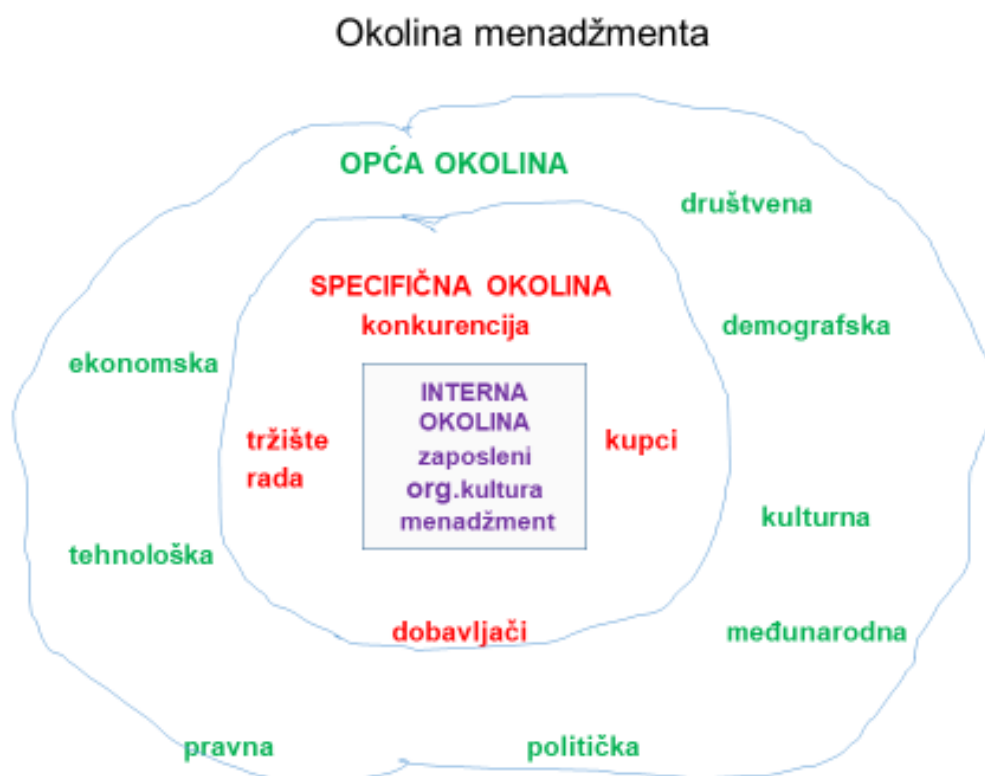 Okolina menadžmenta
OPĆA OKOLINA
društvena
SPECIFIČNA OKOLINA
konkurencija
demografska
ekonomska
INTERNA
OKOLINA
zaposleni
org.kultura
menadžment
tržište
rada
kupci
kulturna
tehnološka
dobavljači
međunarodna
pravna
politička